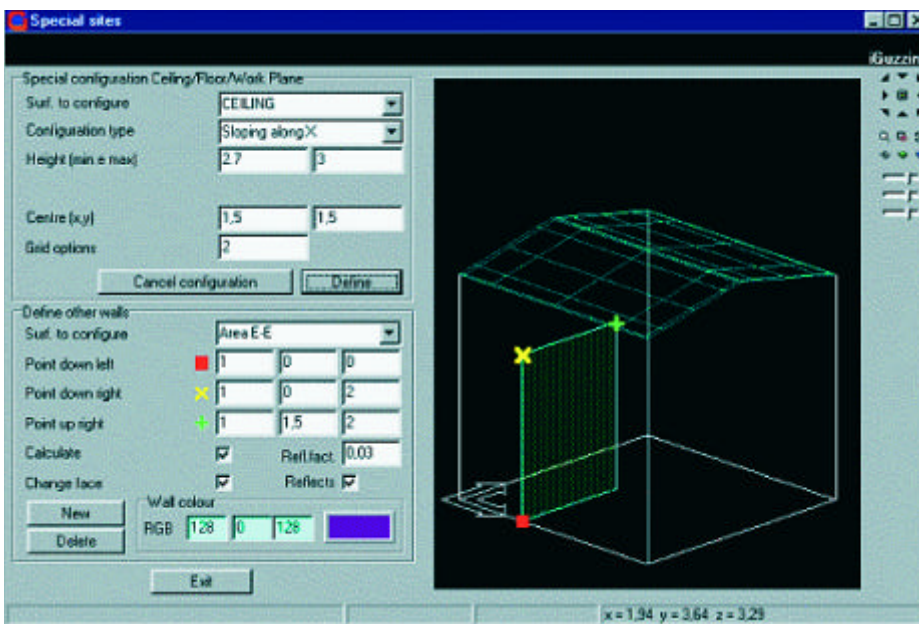 Special sites
iGuzzin
Special configuration Ceiling/Floor/Work Plane
Surf. to configure CEILING
Configuration type Sloping along X
Height (min e max) 2.7 3
Centre (x,y) 1,5 1,5
Grid options 2
Cancel configuration Define
Define other walls
Surf. to configure Area E-E
Point down left 1 0 0
Point down right 1 0 2
Point up right 1 1,5 2
Calculate Refl.fact. 0,03
Change face Reflects
New
Delete
Wall colour
RGB 128 0 128
Exit
x = 1,94 y = 3,64 z = 3,29